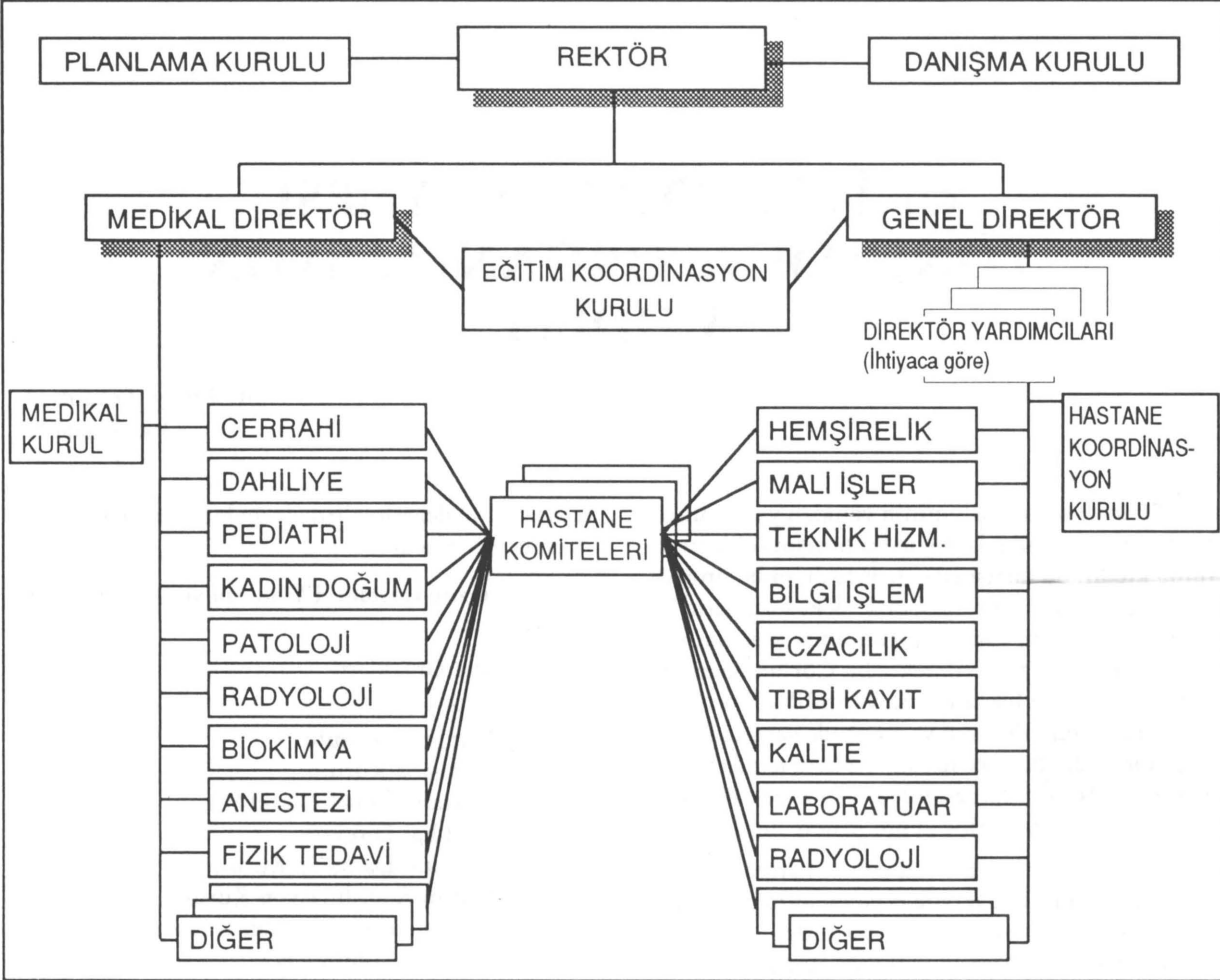 PLANLAMA KURULU
REKTÖR
DANIŞMA KURULU
MEDİKAL DİREKTÖR
GENEL DİREKTÖR
EĞİTİM KOORDİNASYON
KURULU
DİREKTÖR YARDIMCILARI
(İhtiyaca göre)
MEDİKAL
KURUL
CERRAHİ
DAHİLİYE
PEDİATRİ
KADIN DOĞUM
PATOLOJİ
RADYOLOJİ
BİOKİMYA
ANESTEZİ
FİZİK TEDAVİ
DİĞER
HASTANE
KOMİTELERİ
HEMŞİRELİK
MALİ İŞLER
TEKNİK HİZM.
BİLGİ İŞLEM
ECZACILIK
TIBBİ KAYIT
KALİTE
LABORATUAR
RADYOLOJİ
DİĞER
HASTANE
KOORDİNAS-
YON
KURULU